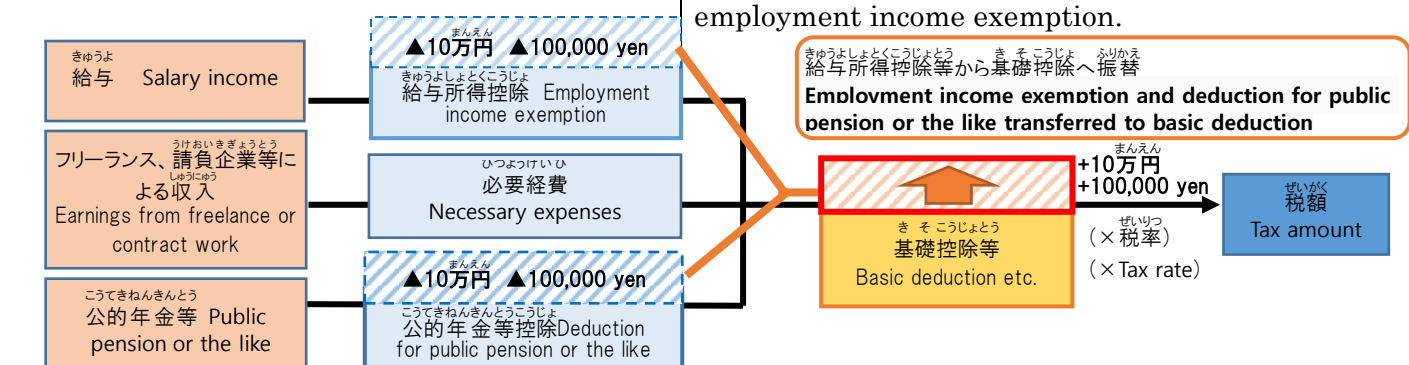 employment income exemption.
きゅうよ
給与 Salary income
フリーランス、請負企業等に
うけおいきぎょうとう
よる収入
しゅうにゅう
Earnings from freelance or
contract work
こうてきねんきんとう
公的年金等 Public
pension or the like
まんえん
▲10万円 ▲100,000 yen
きゅうよしょとくこうじょ
給与所得控除 Employment
income exemption
ひつようけいひ
必要経費
Necessary expenses
まんえん
▲10万円 ▲100,000 yen
こうてきねんきんとうこうじょ
公的年金等控除Deduction
for public pension or the like
きゅうよしょとくこうじょとう きそこうじょ ふりかえ
給与所得控除等から基礎控除へ振替
Employment income exemption and deduction for public
pension or the like transferred to basic deduction
まんえん
+10万円
+100,000 yen
きそこうじょとう
基礎控除等
Basic deduction etc.
ぜいりつ
（×税率）
（×Tax rate）
ぜいがく
税額
Tax amount